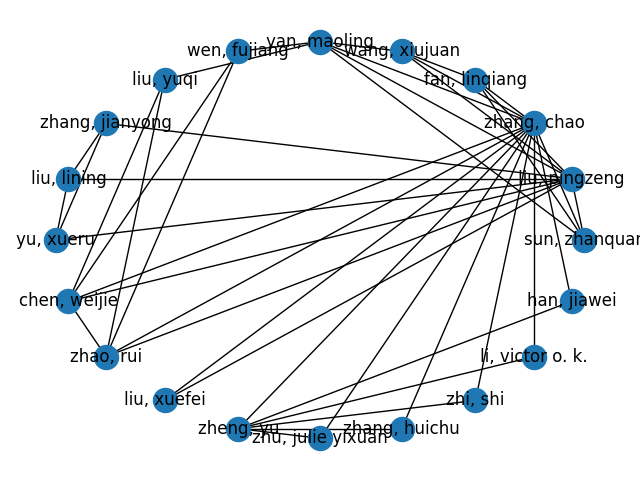 yan, maoling
wen, fujiang
wang, xiujuan
liu, yuqi
fan, linqiang
zhang, jianyong
zhang, chao
liu, lining
liu, pingzeng
yu, xueru
sun, zhanquan
chen, weijie
han, jiawei
zhao, rui
li, victor o. k.
liu, xuefei
zhi, shi
zheng, yu
zhu, julie yixuan
zhang, huichu